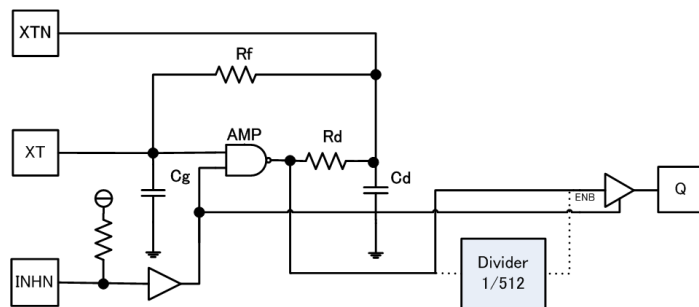 XTN
Rf
XT
AMP
Rd
Cg
Cd
ENB
Q
INHN
Divider
1/512